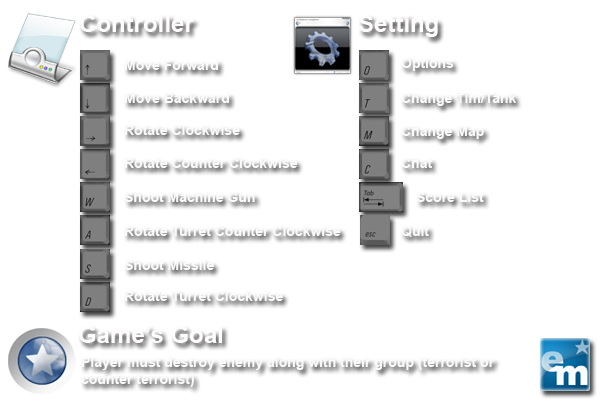 Controller
↑ Move Forward
↓ Move Backward
→ Rotate Clockwise
← Rotate Counter Clockwise
W Shoot Machine Gun
A Rotate Turret Counter Clockwise
S Shoot Missile
D Rotate Turret Clockwise
Setting
O Options
T Change Tim/Tank
M Change Map
C Chat
Tab Score List
esc Quit
Game's Goal
Player must destroy enemy along with their group (terrorist or
counter terrorist)
em